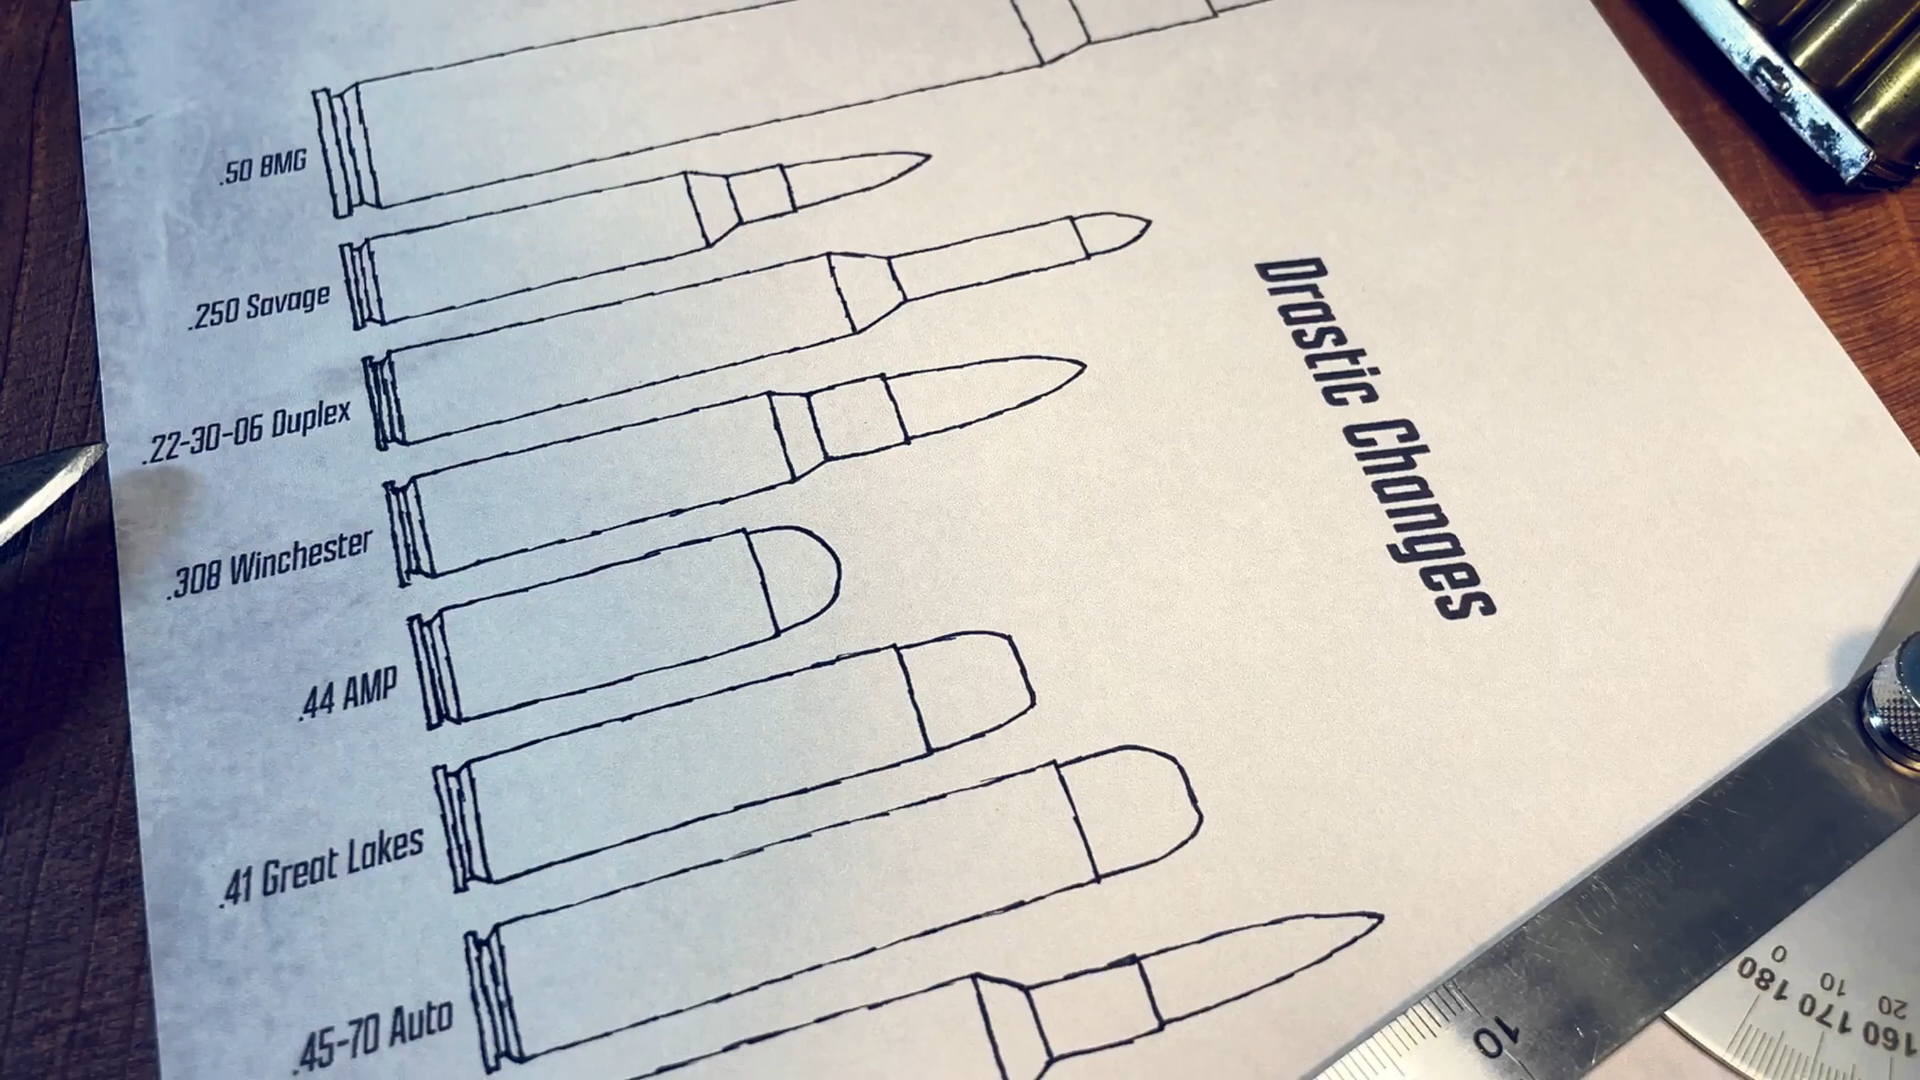 .50 BMG
.250 Savage
.22-30-06 Duplex
.308 Winchester
.44 AMP
.41 Great Lakes
.45-70 Auto
Drastic Changes
10
0 10 20
180 170 160